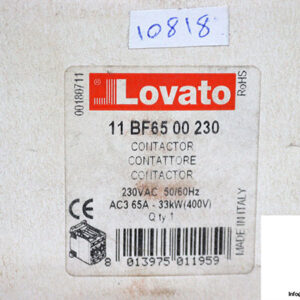 10818
00180711
Lovato
RoHS
11 BF65 00 230
CONTACTOR
CONTATTORE
CONTACTOR
230VAC 50/60Hz
AC3 65A - 33kW(400V)
Q.ty 1
CE
MADE IN ITALY
8 013975 011959